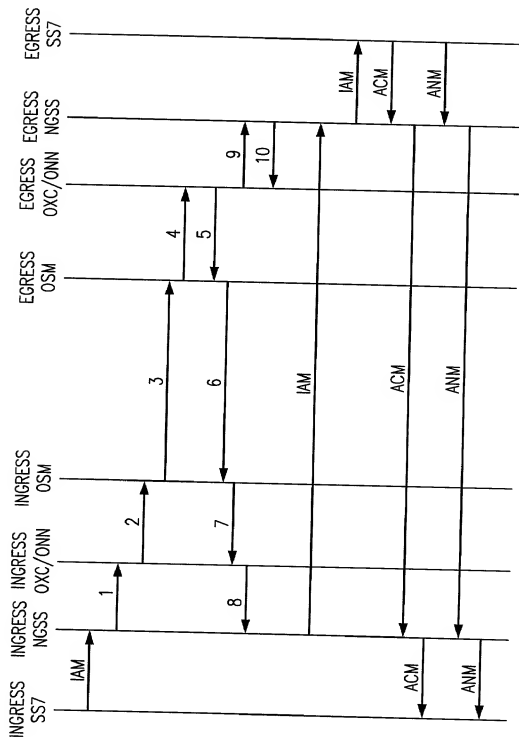 INGRESS
SS7
INGRESS
NGSS
INGRESS
OXC/ONN
INGRESS
OSM
EGRESS
OSM
EGRESS
OXC/ONN
EGRESS
NGSS
EGRESS
SS7
IAM
1
2
3
4
5
6
7
8
9
10
IAM
IAM
ACM
ANM
ACM
ANM
ACM
ANM